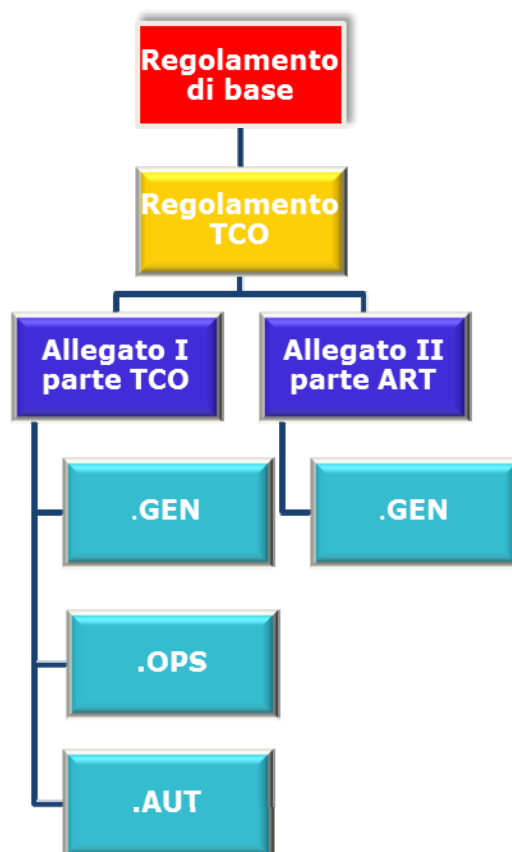 Regolamento
di base
Regolamento
TCO
Allegato I
parte TCO
Allegato II
parte ART
.GEN
.GEN
.OPS
.AUT